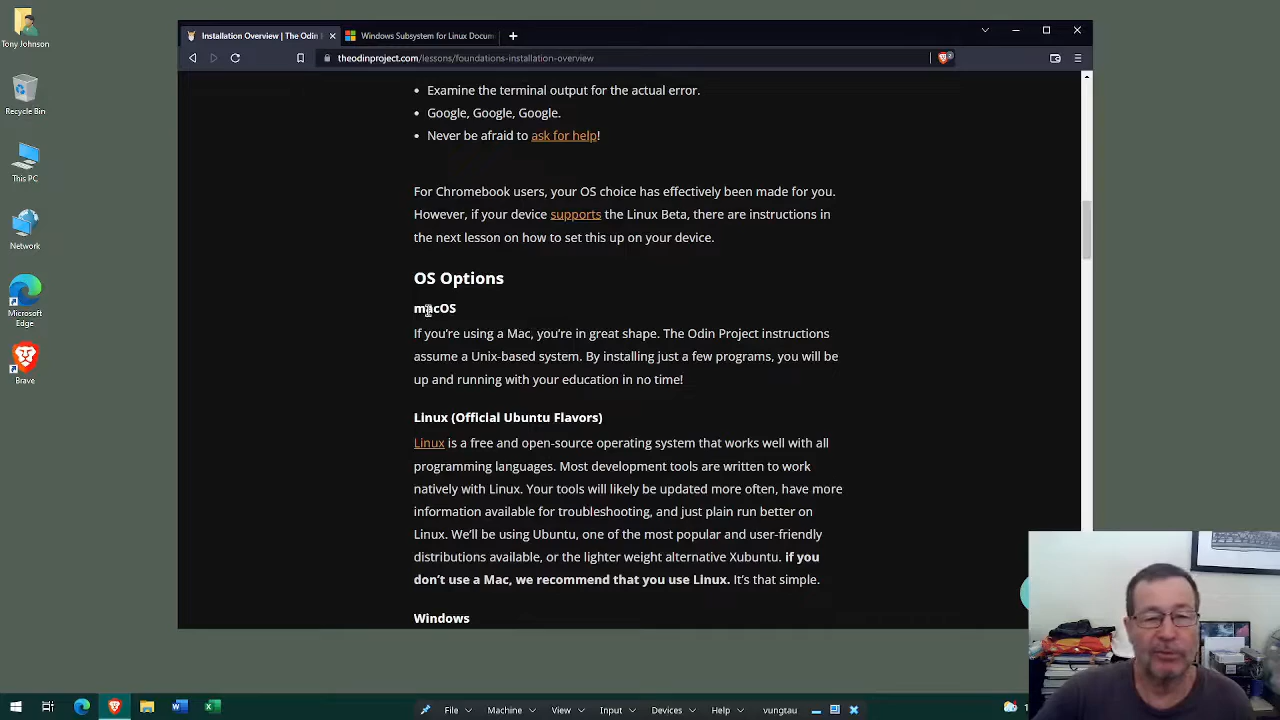 Tony Johnson
Recycle Bin
This PC
Network
Microsoft
Edge
Brave
Installation Overview | The Odin
Windows Subsystem for Linux Docum
theodinproject.com/lessons/foundations-installation-overview
2
Examine the terminal output for the actual error.
Google, Google, Google.
Never be afraid to ask for help!
For Chromebook users, your OS choice has effectively been made for you.
However, if your device supports the Linux Beta, there are instructions in
the next lesson on how to set this up on your device.
OS Options
macOS
If you're using a Mac, you're in great shape. The Odin Project instructions
assume a Unix-based system. By installing just a few programs, you will be
up and running with your education in no time!
Linux (Official Ubuntu Flavors)
Linux is a free and open-source operating system that works well with all
programming languages. Most development tools are written to work
natively with Linux. Your tools will likely be updated more often, have more
information available for troubleshooting, and just plain run better on
Linux. We'll be using Ubuntu, one of the most popular and user-friendly
distributions available, or the lighter weight alternative Xubuntu. if you
don't use a Mac, we recommend that you use Linux. It's that simple.
Windows
File Machine View Input Devices Help vungtau